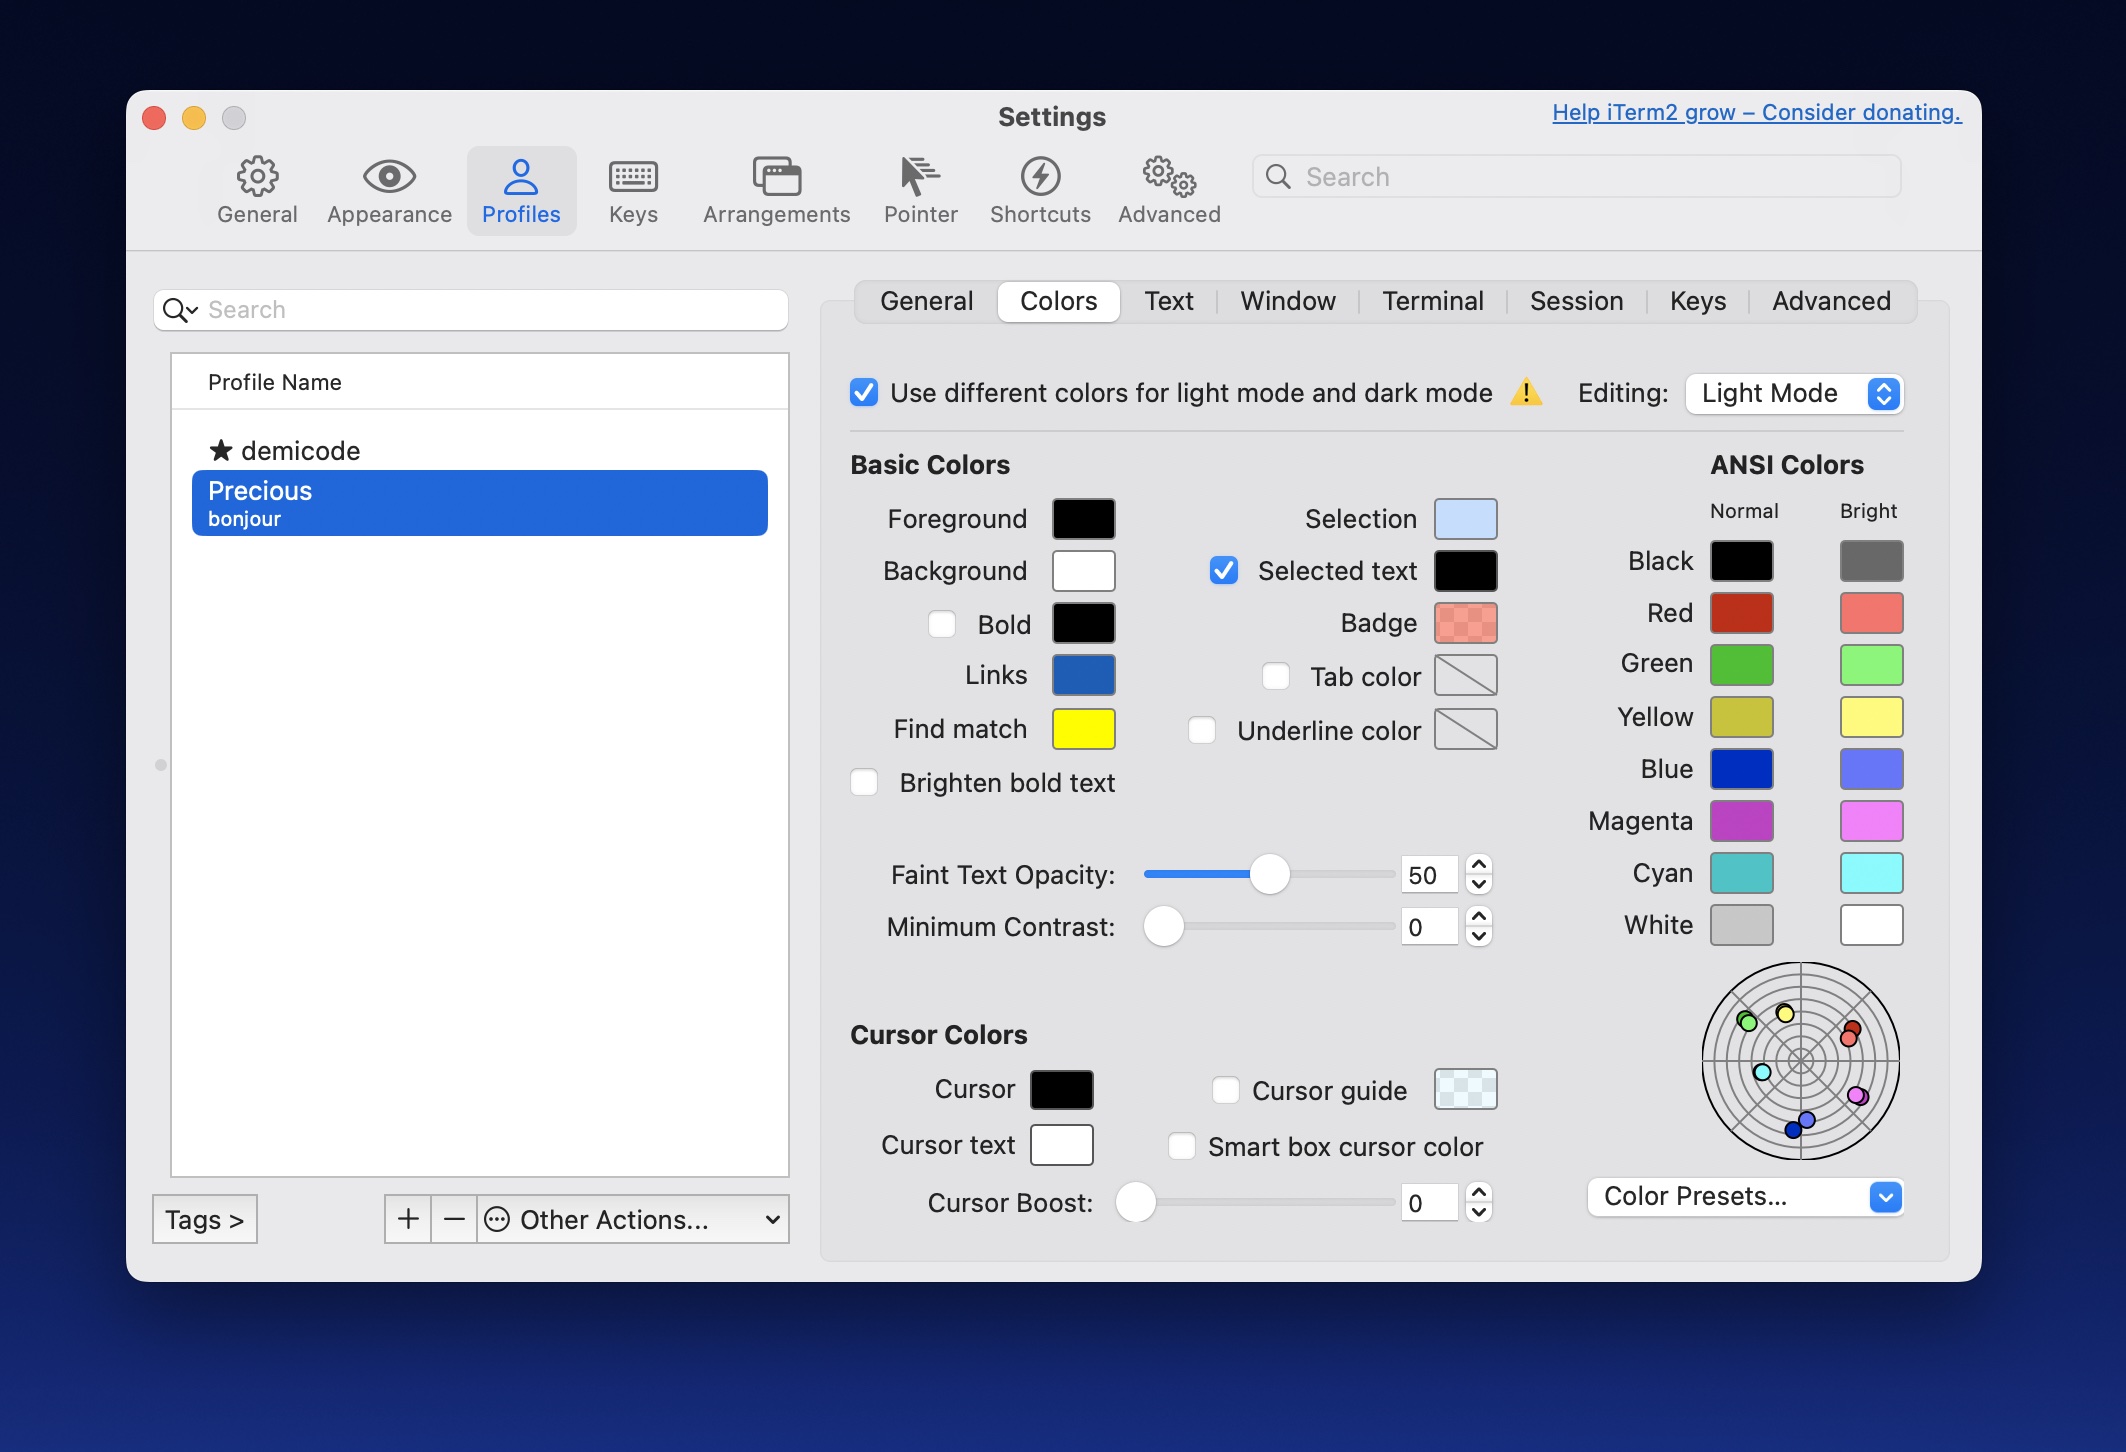 Settings
Help iTerm2 grow – Consider donating.
General
Appearance
Profiles
Keys
Arrangements
Pointer
Shortcuts
Advanced
Search
Search
Profile Name
★ demicode
Precious
bonjour
Tags >
+
−
Other Actions...
General
Colors
Text
Window
Terminal
Session
Keys
Advanced
Use different colors for light mode and dark mode
Editing: Light Mode
Basic Colors
Foreground
Background
Bold
Links
Find match
Brighten bold text
Selection
Selected text
Badge
Tab color
Underline color
Faint Text Opacity: 50
Minimum Contrast: 0
Cursor Colors
Cursor
Cursor text
Cursor guide
Smart box cursor color
Cursor Boost: 0
ANSI Colors
Normal Bright
Black
Red
Green
Yellow
Blue
Magenta
Cyan
White
Color Presets...